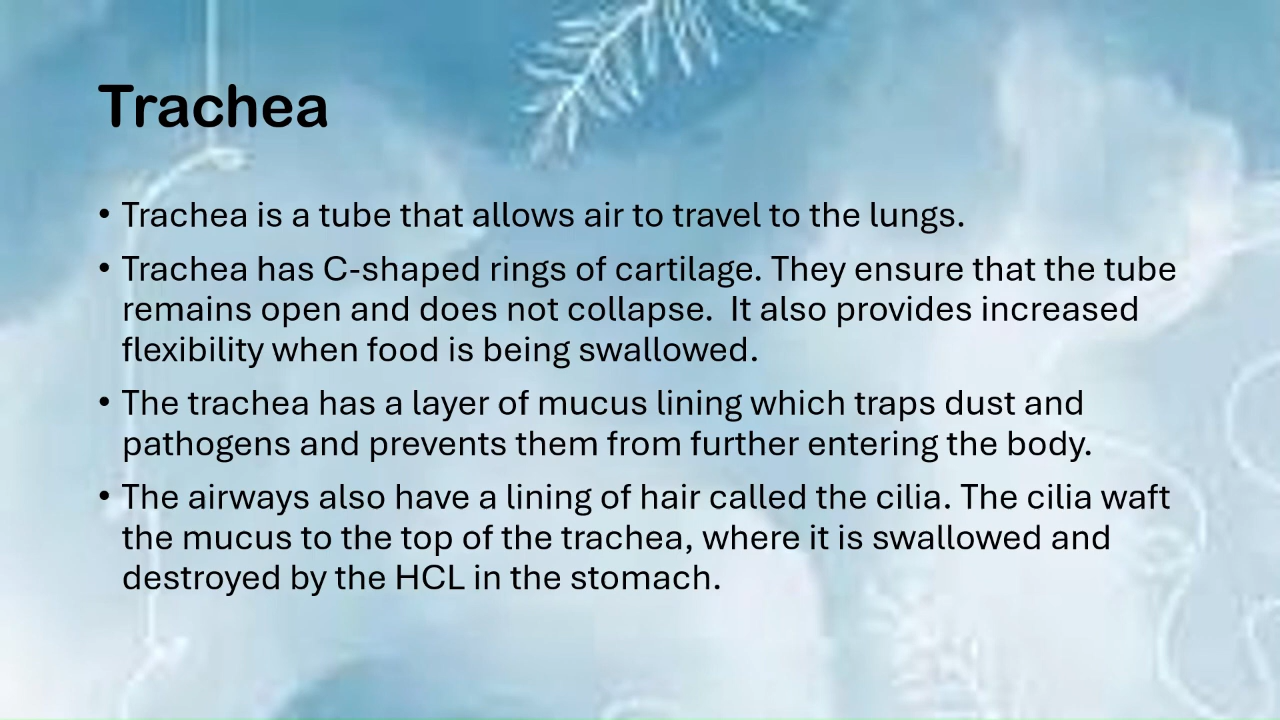 Trachea
• Trachea is a tube that allows air to travel to the lungs.
• Trachea has C-shaped rings of cartilage. They ensure that the tube
remains open and does not collapse.  It also provides increased
flexibility when food is being swallowed.
• The trachea has a layer of mucus lining which traps dust and
pathogens and prevents them from further entering the body.
• The airways also have a lining of hair called the cilia. The cilia waft
the mucus to the top of the trachea, where it is swallowed and
destroyed by the HCL in the stomach.